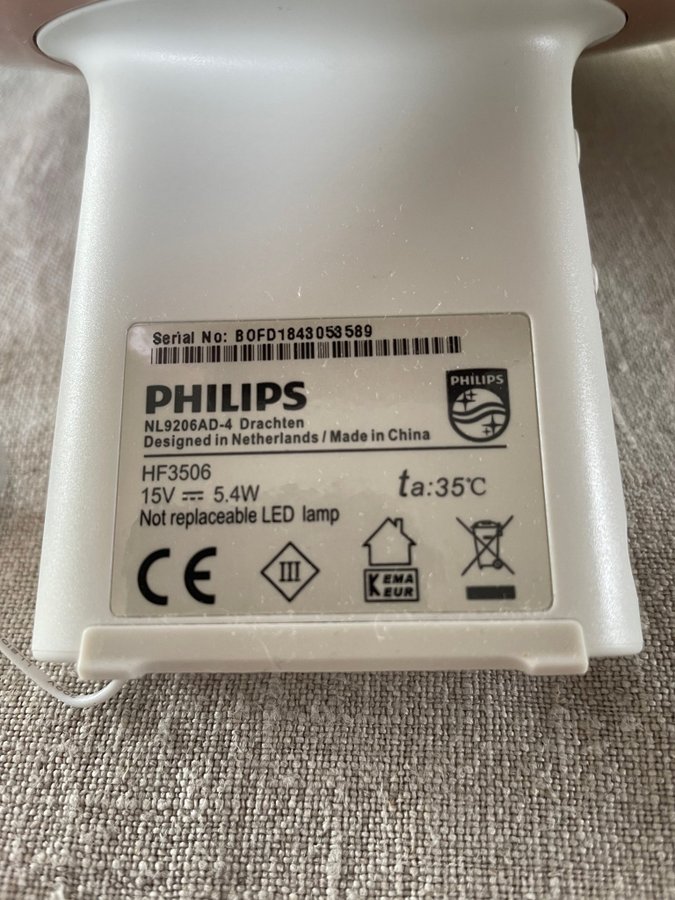 Serial No: BOFD1843053589
PHILIPS
PHILIPS
NL9206AD-4 Drachten
Designed in Netherlands / Made in China
HF3506
15V ⎓ 5.4W
ta:35℃
Not replaceable LED lamp
CE
III
KEMA
KEUR